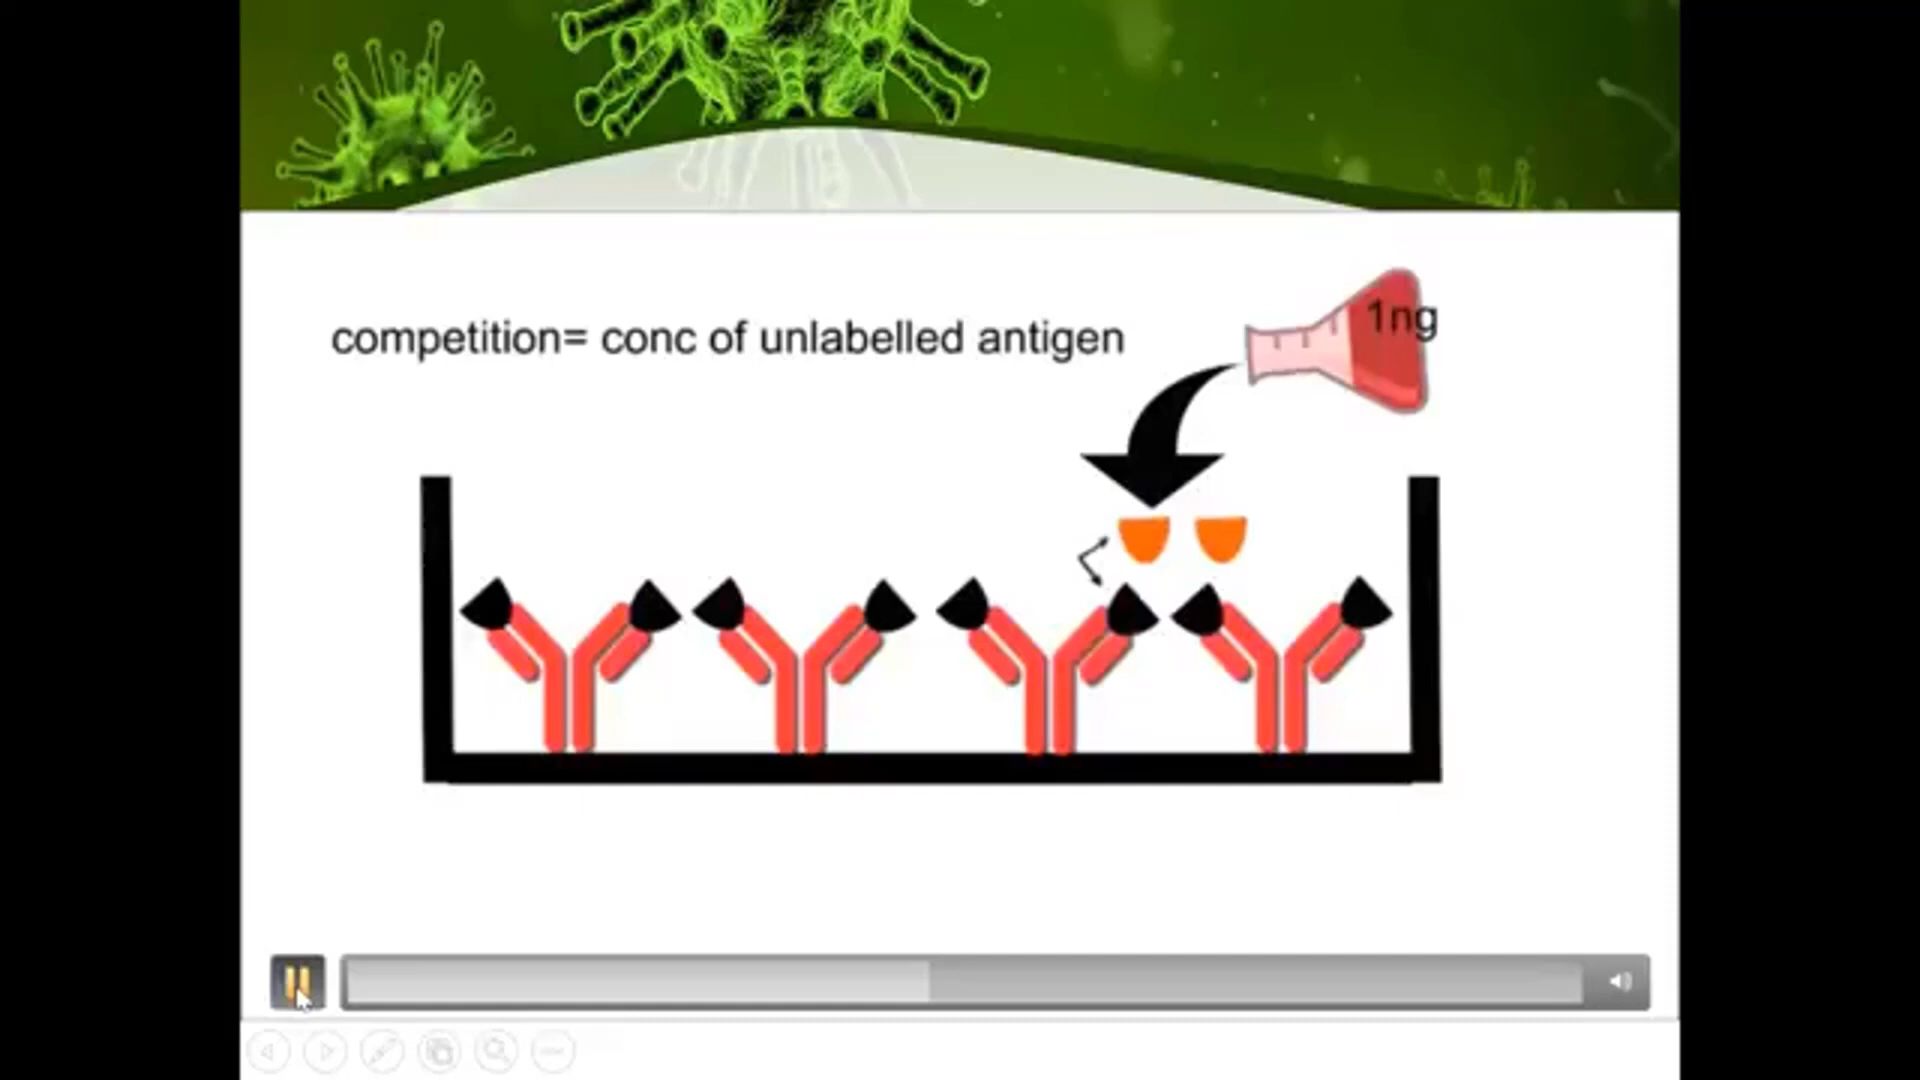 competition= conc of unlabelled antigen
1ng